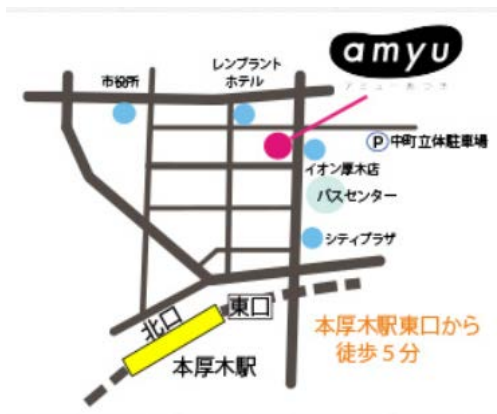 amyu
アミューあつぎ
市役所
レンブラント
ホテル
P 中町立体駐車場
イオン厚木店
バスセンター
シティプラザ
北口
東口
本厚木駅
本厚木駅東口から
徒歩5分